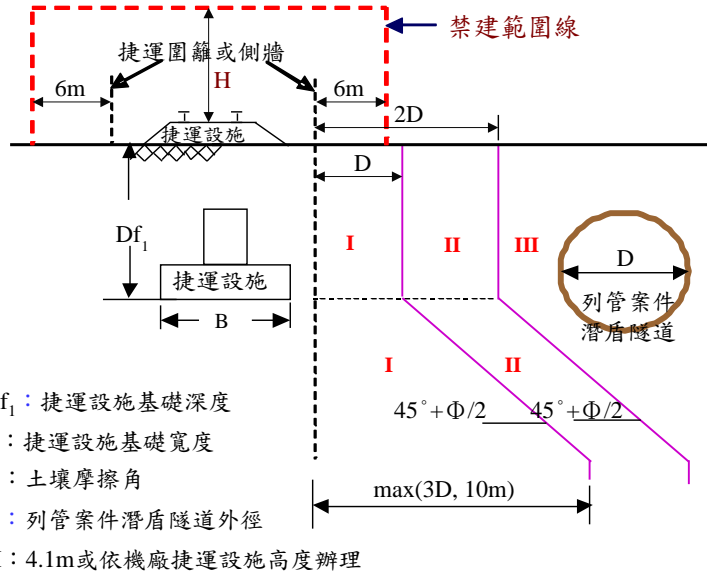 禁建範圍線
捷運圍籬或側牆
H
6m
6m
2D
捷運設施
D
Df₁
I
II
III
D
捷運設施
列管案件
潛盾隧道
B
I
II
45°+Φ/2
45°+Φ/2
f₁：捷運設施基礎深度
：捷運設施基礎寬度
：土壤摩擦角
max(3D, 10m)
：列管案件潛盾隧道外徑
：4.1m或依機廠捷運設施高度辦理